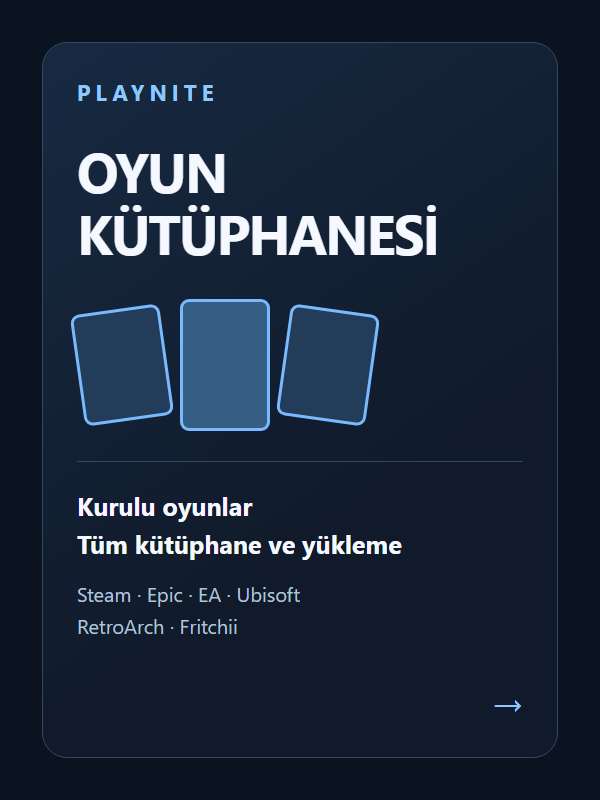 PLAYNITE
OYUN
KÜTÜPHANESİ
Kurulu oyunlar
Tüm kütüphane ve yükleme
Steam · Epic · EA · Ubisoft
RetroArch · Fritchii
→